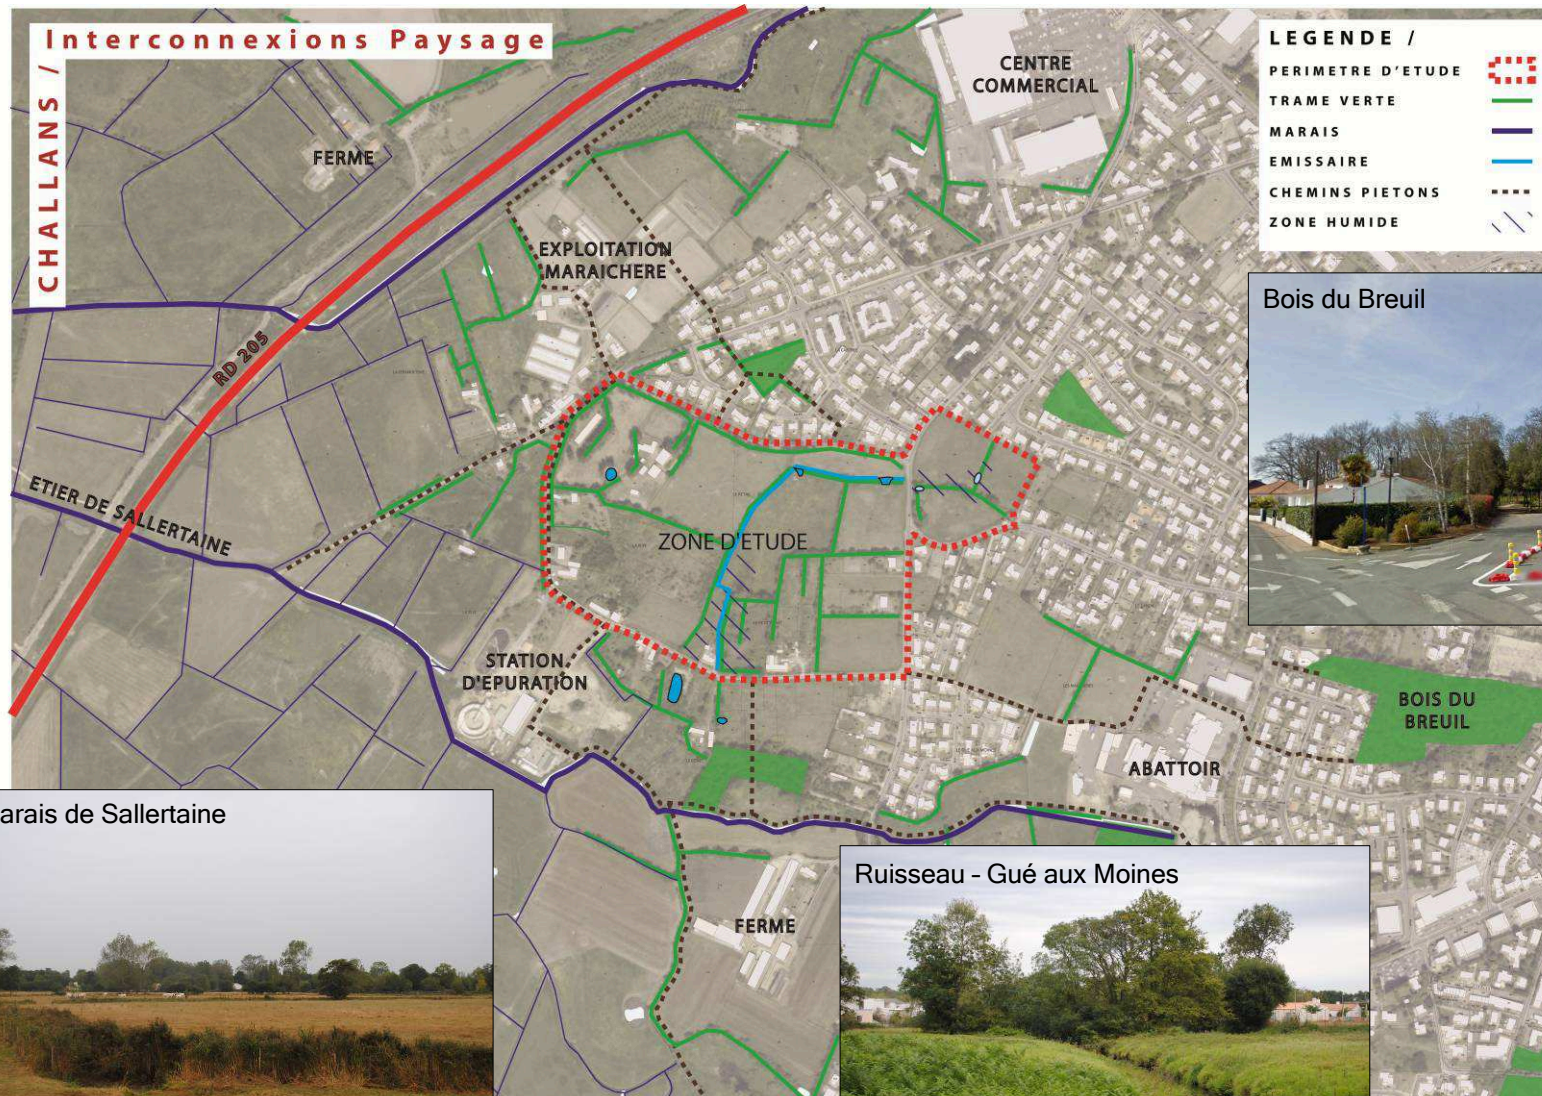 Interconnexions Paysage
CHALLANS /
LEGENDE /
PERIMETRE D'ETUDE
TRAME VERTE
MARAIS
EMISSAIRE
CHEMINS PIETONS
ZONE HUMIDE
CENTRE
COMMERCIAL
FERME
EXPLOITATION
MARAICHERE
RD 205
ETIER DE SALLERTAINE
ZONE D'ETUDE
STATION
D'EPURATION
BOIS DU
BREUIL
ABATTOIR
FERME
Bois du Breuil
arais de Sallertaine
Ruisseau - Gué aux Moines